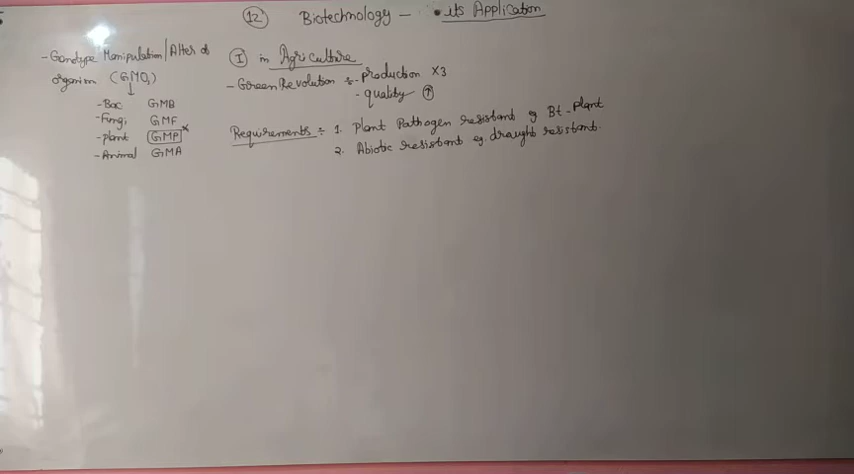 12 Biotechnology - • its Application
- Genotype Manipulation/Alter of
organism (GMO)
↓
- Bac GMB
- Fungi GMF
- plant GMP*
- Animal GMA
I in Agriculture
- Green Revolution :- - production x3
- quality ↑
Requirements :- 1. Plant Pathogen resistant eg Bt-plant
2. Abiotic resistant eg. draught resistant.